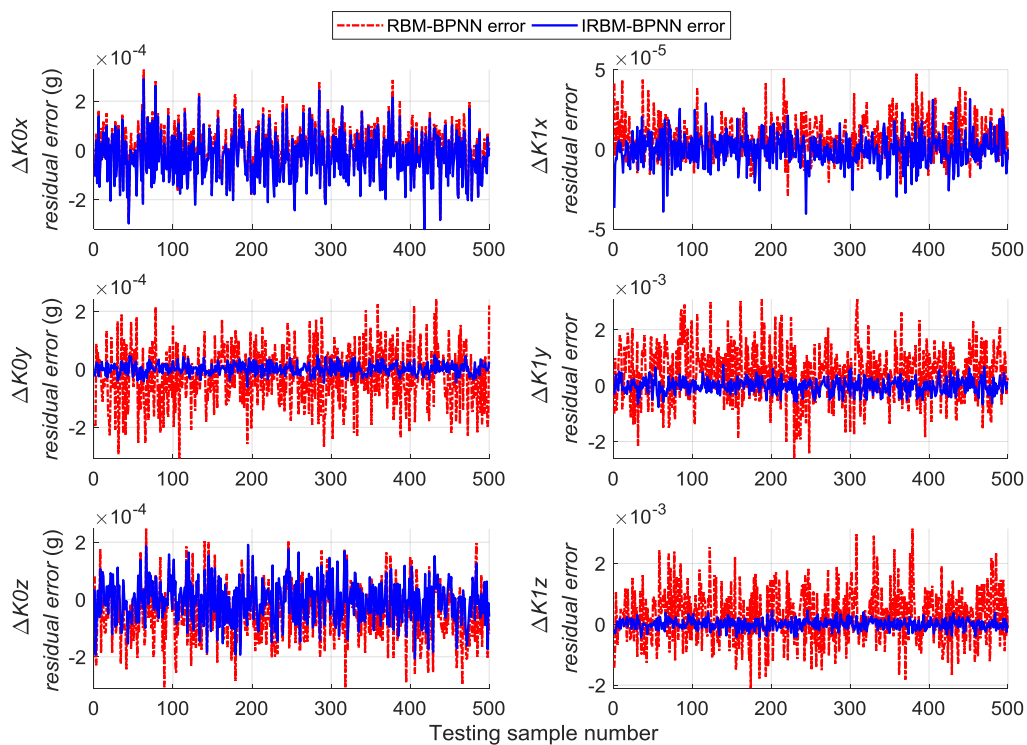 RBM-BPNN error IRBM-BPNN error
×10-4
ΔK0x
residual error (g)
2
0
-2
0 100 200 300 400 500
×10-5
ΔK1x
residual error
5
0
-5
0 100 200 300 400 500
×10-4
ΔK0y
residual error (g)
2
0
-2
0 100 200 300 400 500
×10-3
ΔK1y
residual error
2
0
-2
0 100 200 300 400 500
×10-4
ΔK0z
residual error (g)
2
0
-2
0 100 200 300 400 500
×10-3
ΔK1z
residual error
2
0
-2
0 100 200 300 400 500
Testing sample number